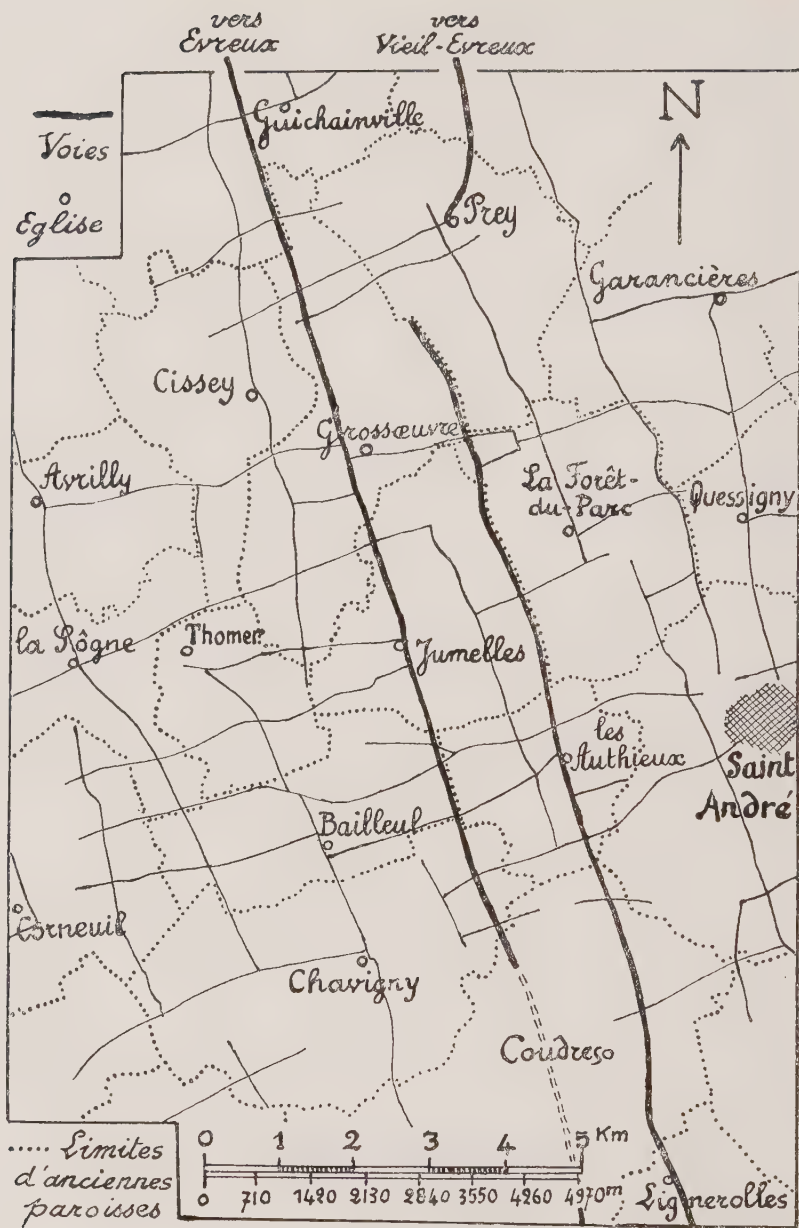 vers
Evreux
vers
Vieil-Evreux
Voies
Eglise
N
Guichainville
Prey
Garancières
Cissey
Grossœuvre
Avrilly
La Forêt-
du-Parc
Quessigny
la Rôgne
Thomer
Jumelles
les
Authieux
Saint
André
Bailleul
Corneuil
Chavigny
Coudres
..... Limites
d'anciennes
paroisses
0 1 2 3 4 5 Km
0 710 1420 2130 2840 3550 4260 4970m
Lignerolles